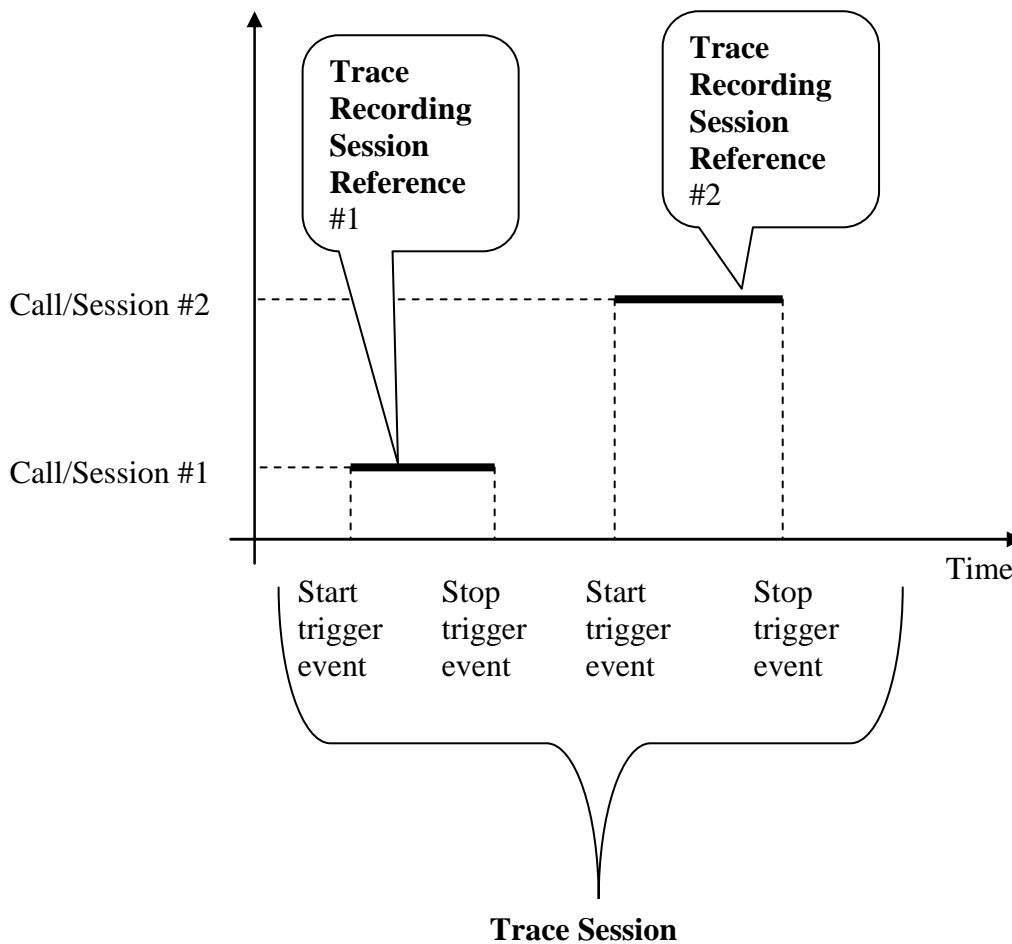 Trace
Recording
Session
Reference
#1
Trace
Recording
Session
Reference
#2
Call/Session #2
Call/Session #1
Time
Start
trigger
event
Stop
trigger
event
Start
trigger
event
Stop
trigger
event
Trace Session